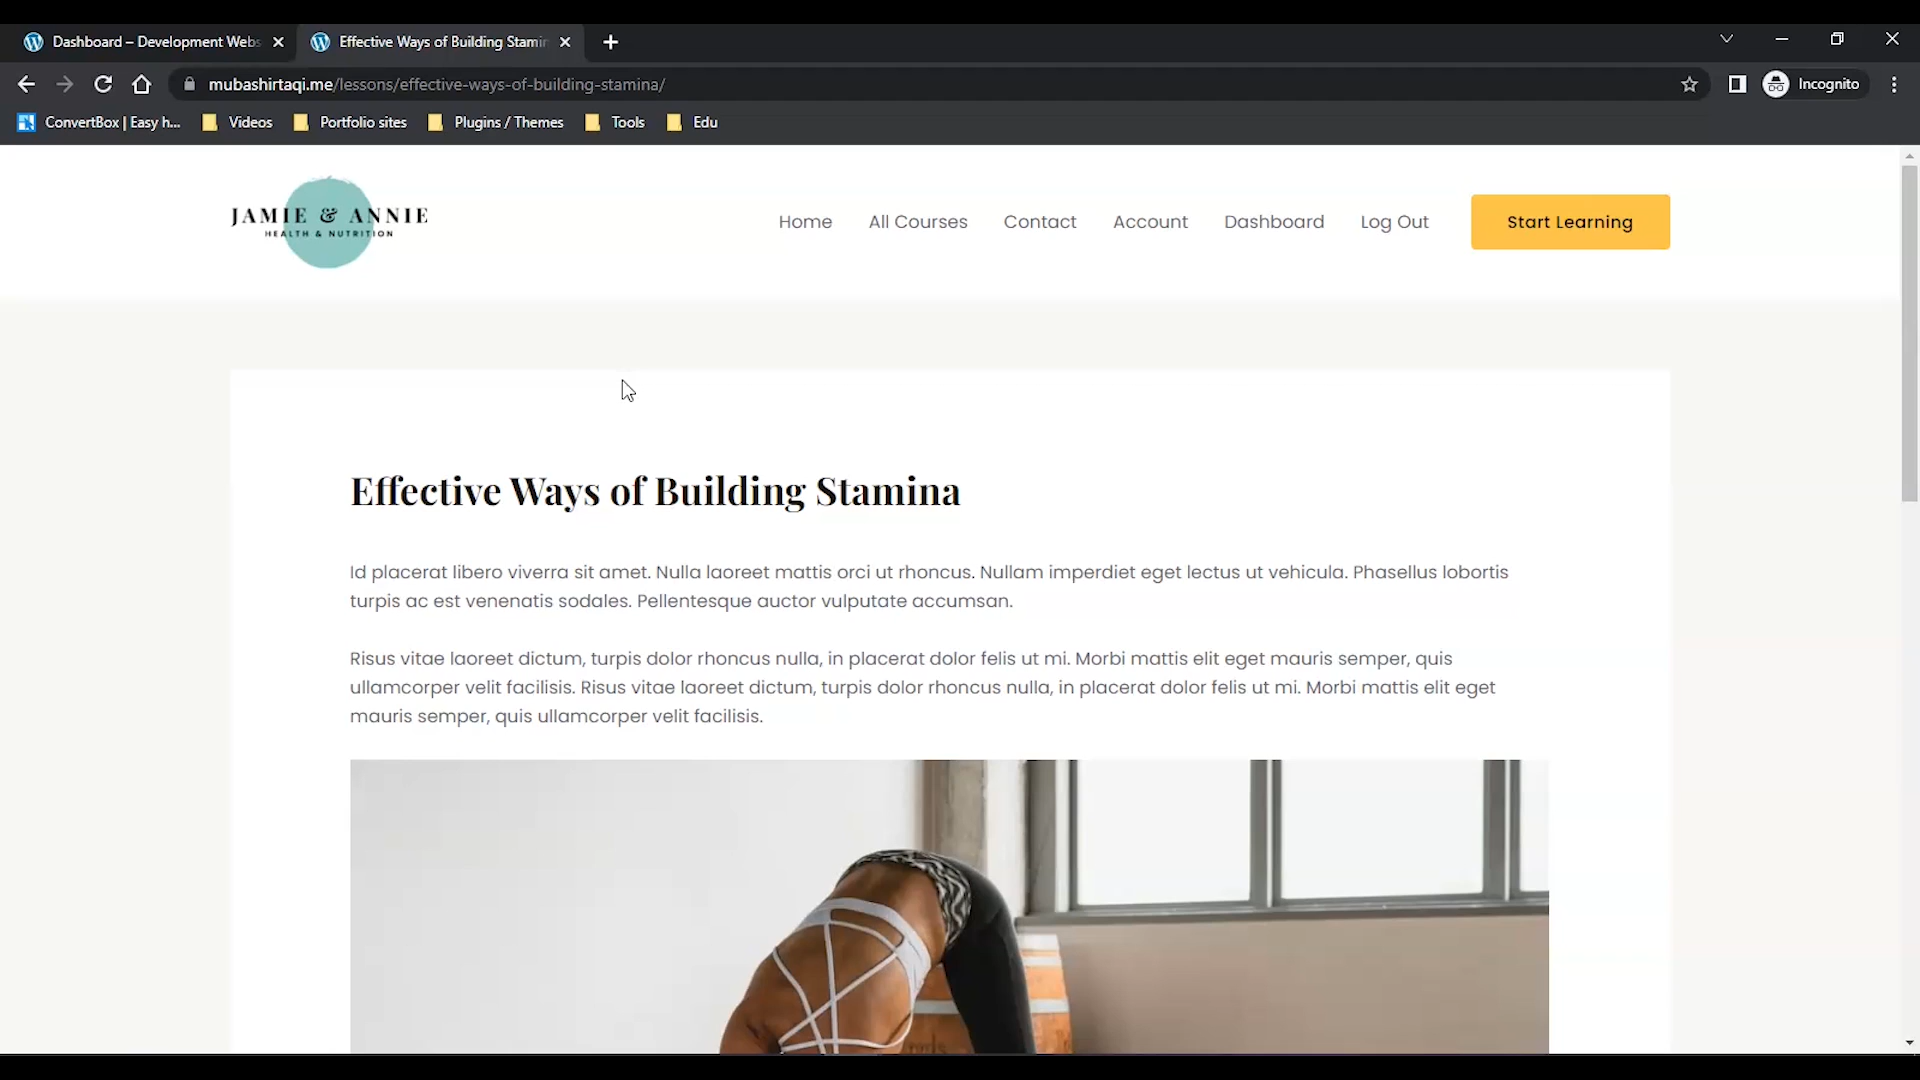 Dashboard – Development Webs
Effective Ways of Building Stamin
mubashirtaqi.me/lessons/effective-ways-of-building-stamina/
Incognito
ConvertBox | Easy h...
Videos
Portfolio sites
Plugins / Themes
Tools
Edu
JAMIE & ANNIE
HEALTH & NUTRITION
Home
All Courses
Contact
Account
Dashboard
Log Out
Start Learning
Effective Ways of Building Stamina
Id placerat libero viverra sit amet. Nulla laoreet mattis orci ut rhoncus. Nullam imperdiet eget lectus ut vehicula. Phasellus lobortis
turpis ac est venenatis sodales. Pellentesque auctor vulputate accumsan.
Risus vitae laoreet dictum, turpis dolor rhoncus nulla, in placerat dolor felis ut mi. Morbi mattis elit eget mauris semper, quis
ullamcorper velit facilisis. Risus vitae laoreet dictum, turpis dolor rhoncus nulla, in placerat dolor felis ut mi. Morbi mattis elit eget
mauris semper, quis ullamcorper velit facilisis.